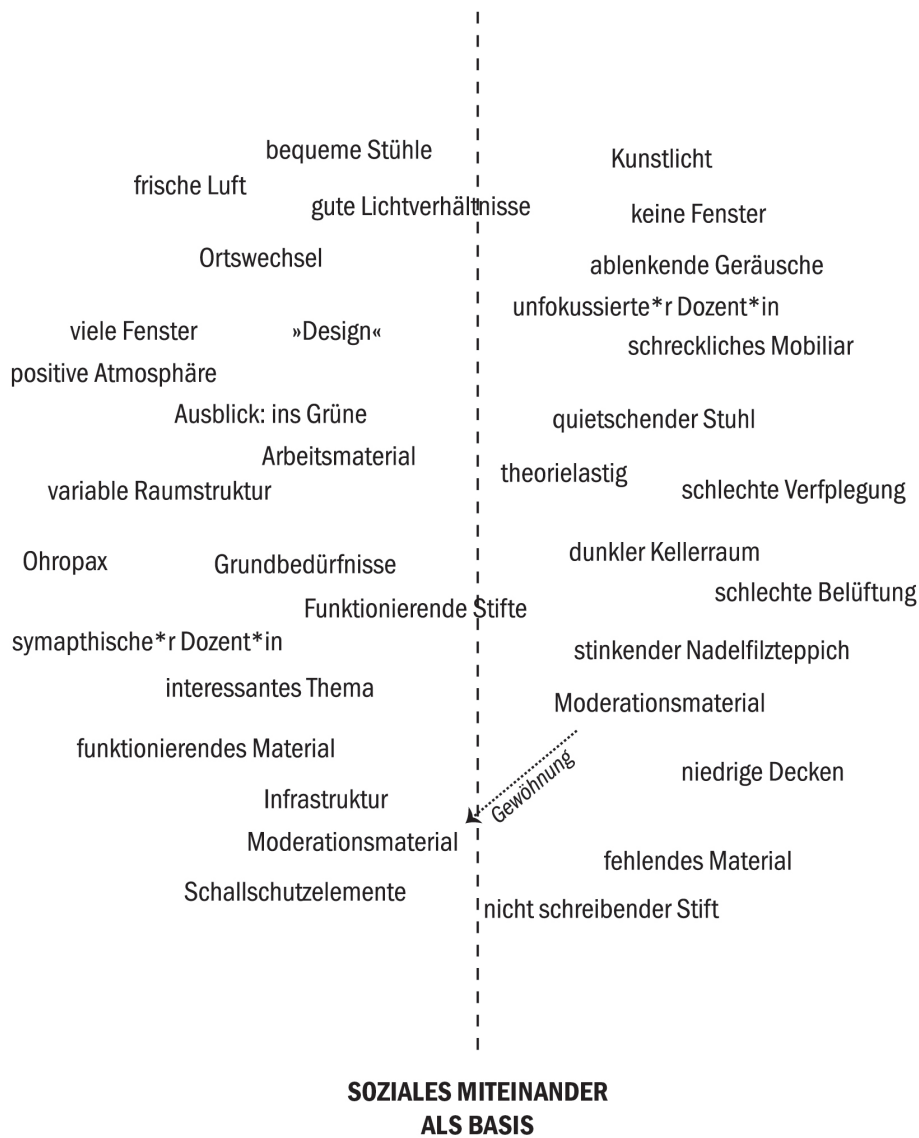 bequeme Stühle
Kunstlicht
frische Luft
gute Lichtverhältnisse
keine Fenster
Ortswechsel
ablenkende Geräusche
unfokussierte*r Dozent*in
viele Fenster
»Design«
schreckliches Mobiliar
positive Atmosphäre
Ausblick: ins Grüne
quietschender Stuhl
Arbeitsmaterial
theorielastig
variable Raumstruktur
schlechte Verfplegung
Ohropax
Grundbedürfnisse
dunkler Kellerraum
schlechte Belüftung
Funktionierende Stifte
symapthische*r Dozent*in
stinkender Nadelfilzteppich
interessantes Thema
Moderationsmaterial
funktionierendes Material
Gewöhnung
niedrige Decken
Infrastruktur
Moderationsmaterial
fehlendes Material
Schallschutzelemente
nicht schreibender Stift
SOZIALES MITEINANDER
ALS BASIS